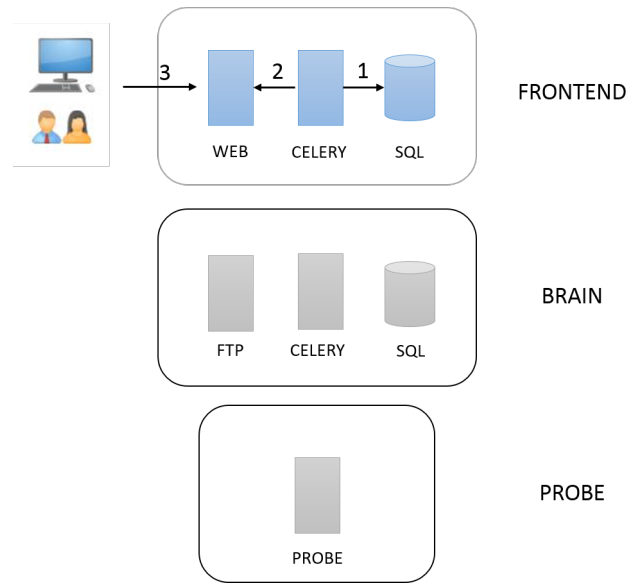 3
2
1
FRONTEND
WEB
CELERY
SQL
BRAIN
FTP
CELERY
SQL
PROBE
PROBE